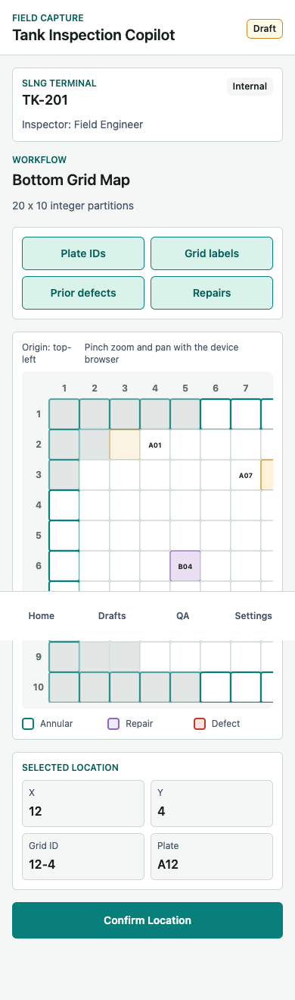 FIELD CAPTURE
Tank Inspection Copilot
Draft
SLNG TERMINAL
Internal
TK-201
Inspector: Field Engineer
WORKFLOW
Bottom Grid Map
20 x 10 integer partitions
Plate IDs
Grid labels
Prior defects
Repairs
Origin: top-
left
Pinch zoom and pan with the device
browser
1 2 3 4 5 6 7
1
2 A01
3 A07
4
5
6 B04
Home Drafts QA Settings
9
10
Annular Repair Defect
SELECTED LOCATION
X
12
Y
4
Grid ID
12-4
Plate
A12
Confirm Location